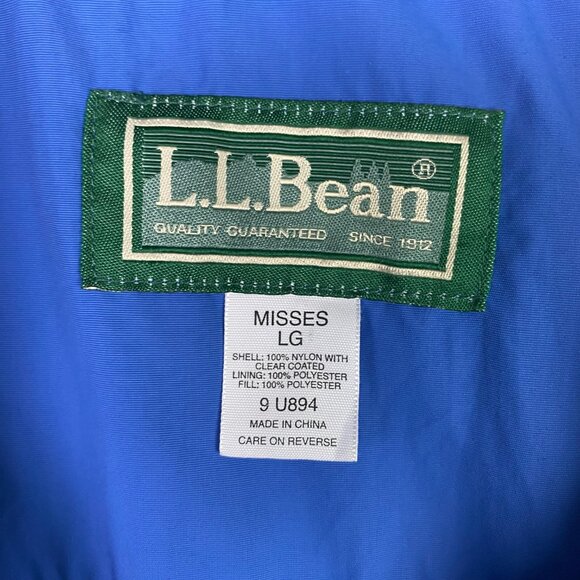 L.L.Bean®
QUALITY GUARANTEED SINCE 1912
MISSES
LG
SHELL: 100% NYLON WITH
CLEAR COATED
LINING: 100% POLYESTER
FILL: 100% POLYESTER
9 U894
MADE IN CHINA
CARE ON REVERSE